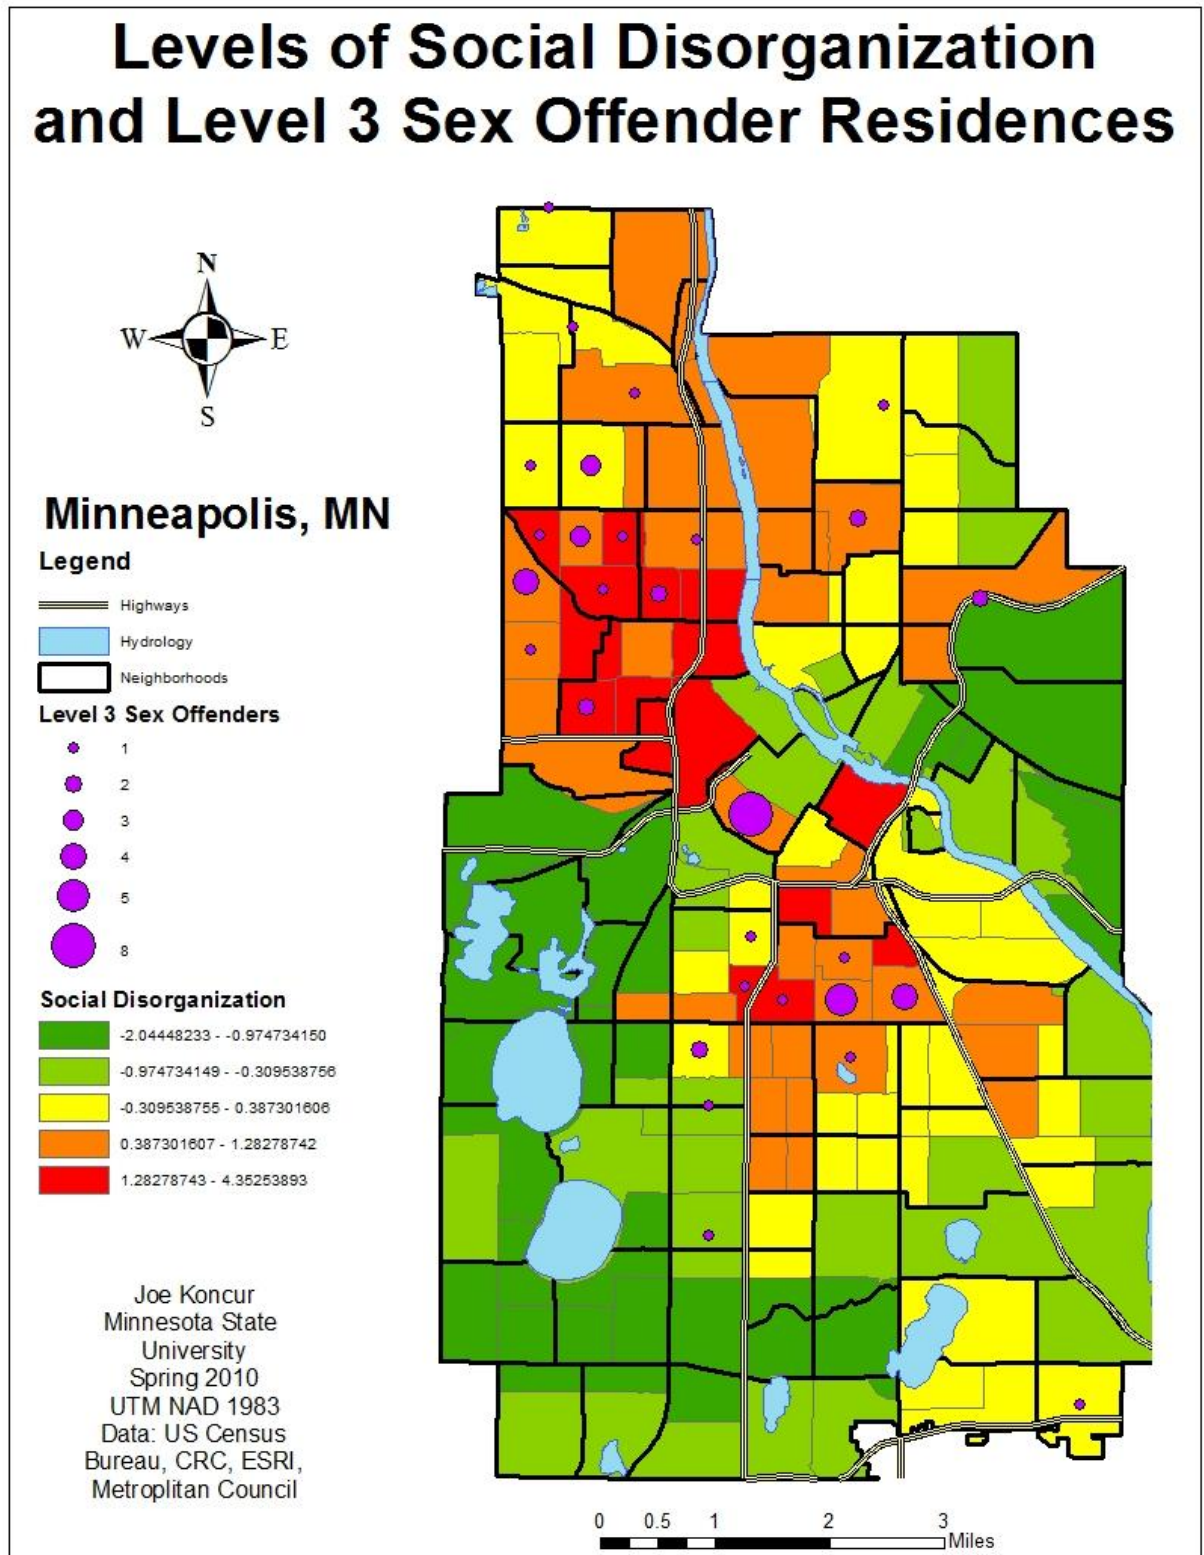 Levels of Social Disorganization
and Level 3 Sex Offender Residences
N
W
E
S
Minneapolis, MN
Legend
Highways
Hydrology
Neighborhoods
Level 3 Sex Offenders
1
2
3
4
5
8
Social Disorganization
-2.04448233 - -0.974734150
-0.974734149 - -0.309538756
-0.309538755 - 0.387301606
0.387301607 - 1.28278742
1.28278743 - 4.35253893
Joe Koncur
Minnesota State
University
Spring 2010
UTM NAD 1983
Data: US Census
Bureau, CRC, ESRI,
Metroplitan Council
0 0.5 1 2 3
Miles